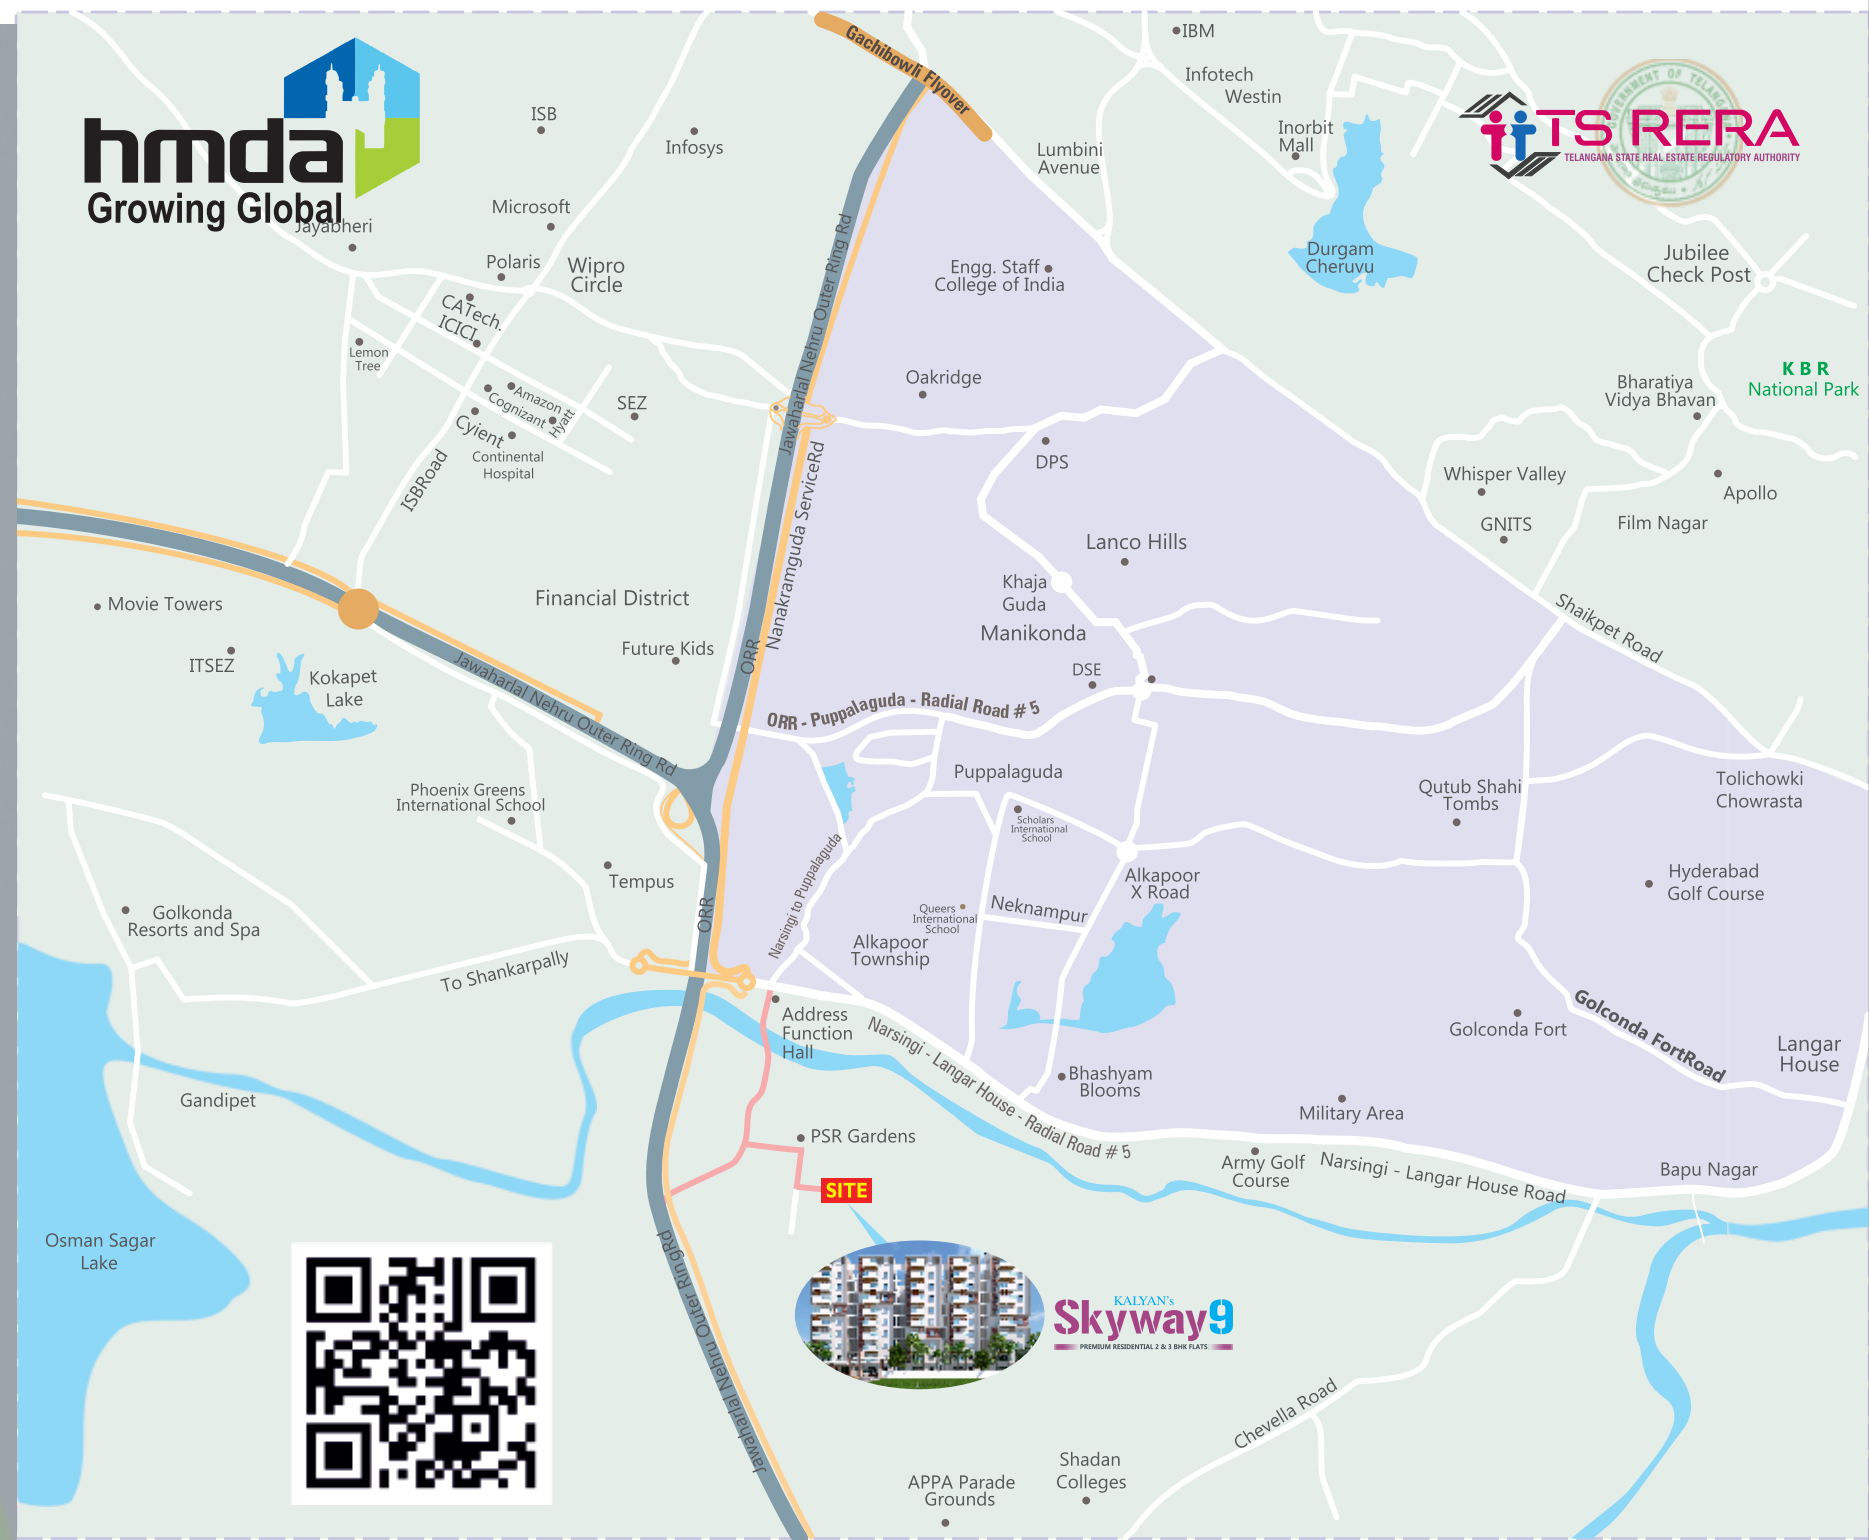 Gachibowli Flyover
IBM
Infotech
Westin
Inorbit
Mall
Lumbini
Avenue
hmda
Growing Global
ISB
Infosys
Jayabheri
Microsoft
Polaris
Wipro
Circle
CATech.
ICICI
Lemon
Tree
Amazon
Cognizant
Hyatt
SEZ
Cyient
Continental
Hospital
ISBRoad
TS RERA
TELANGANA STATE REAL ESTATE REGULATORY AUTHORITY
GOVERNMENT OF TELANGANA
Durgam
Cheruvu
Jubilee
Check Post
KBR
National Park
Bharatiya
Vidya Bhavan
Whisper Valley
Apollo
GNITS
Film Nagar
Engg. Staff
College of India
Jawaharlal Nehru Outer Ring Rd
Oakridge
DPS
Nanakramguda ServiceRd
ORR
Lanco Hills
Khaja
Guda
Manikonda
DSE
Shaikpet Road
Movie Towers
ITSEZ
Kokapet
Lake
Financial District
Future Kids
Jawaharlal Nehru Outer Ring Rd
ORR - Puppalaguda - Radial Road # 5
Puppalaguda
Scholars
International
School
Qutub Shahi
Tombs
Tolichowki
Chowrasta
Phoenix Greens
International School
Tempus
Narsingi to Puppalaguda
Alkapoor
X Road
Hyderabad
Golf Course
Golkonda
Resorts and Spa
ORR
Queers
International
School
Neknampur
Alkapoor
Township
To Shankarpally
Address
Function
Hall
Narsingi - Langar House - Radial Road # 5
Golconda Fort
Golconda FortRoad
Langar
House
Bhashyam
Blooms
Military Area
Gandipet
PSR Gardens
SITE
Army Golf
Course
Narsingi - Langar House Road
Bapu Nagar
Osman Sagar
Lake
Jawaharlal Nehru Outer RingRd
KALYAN's
Skyway9
PREMIUM RESIDENTIAL 2 & 3 BHK FLATS
Chevella Road
Shadan
Colleges
APPA Parade
Grounds